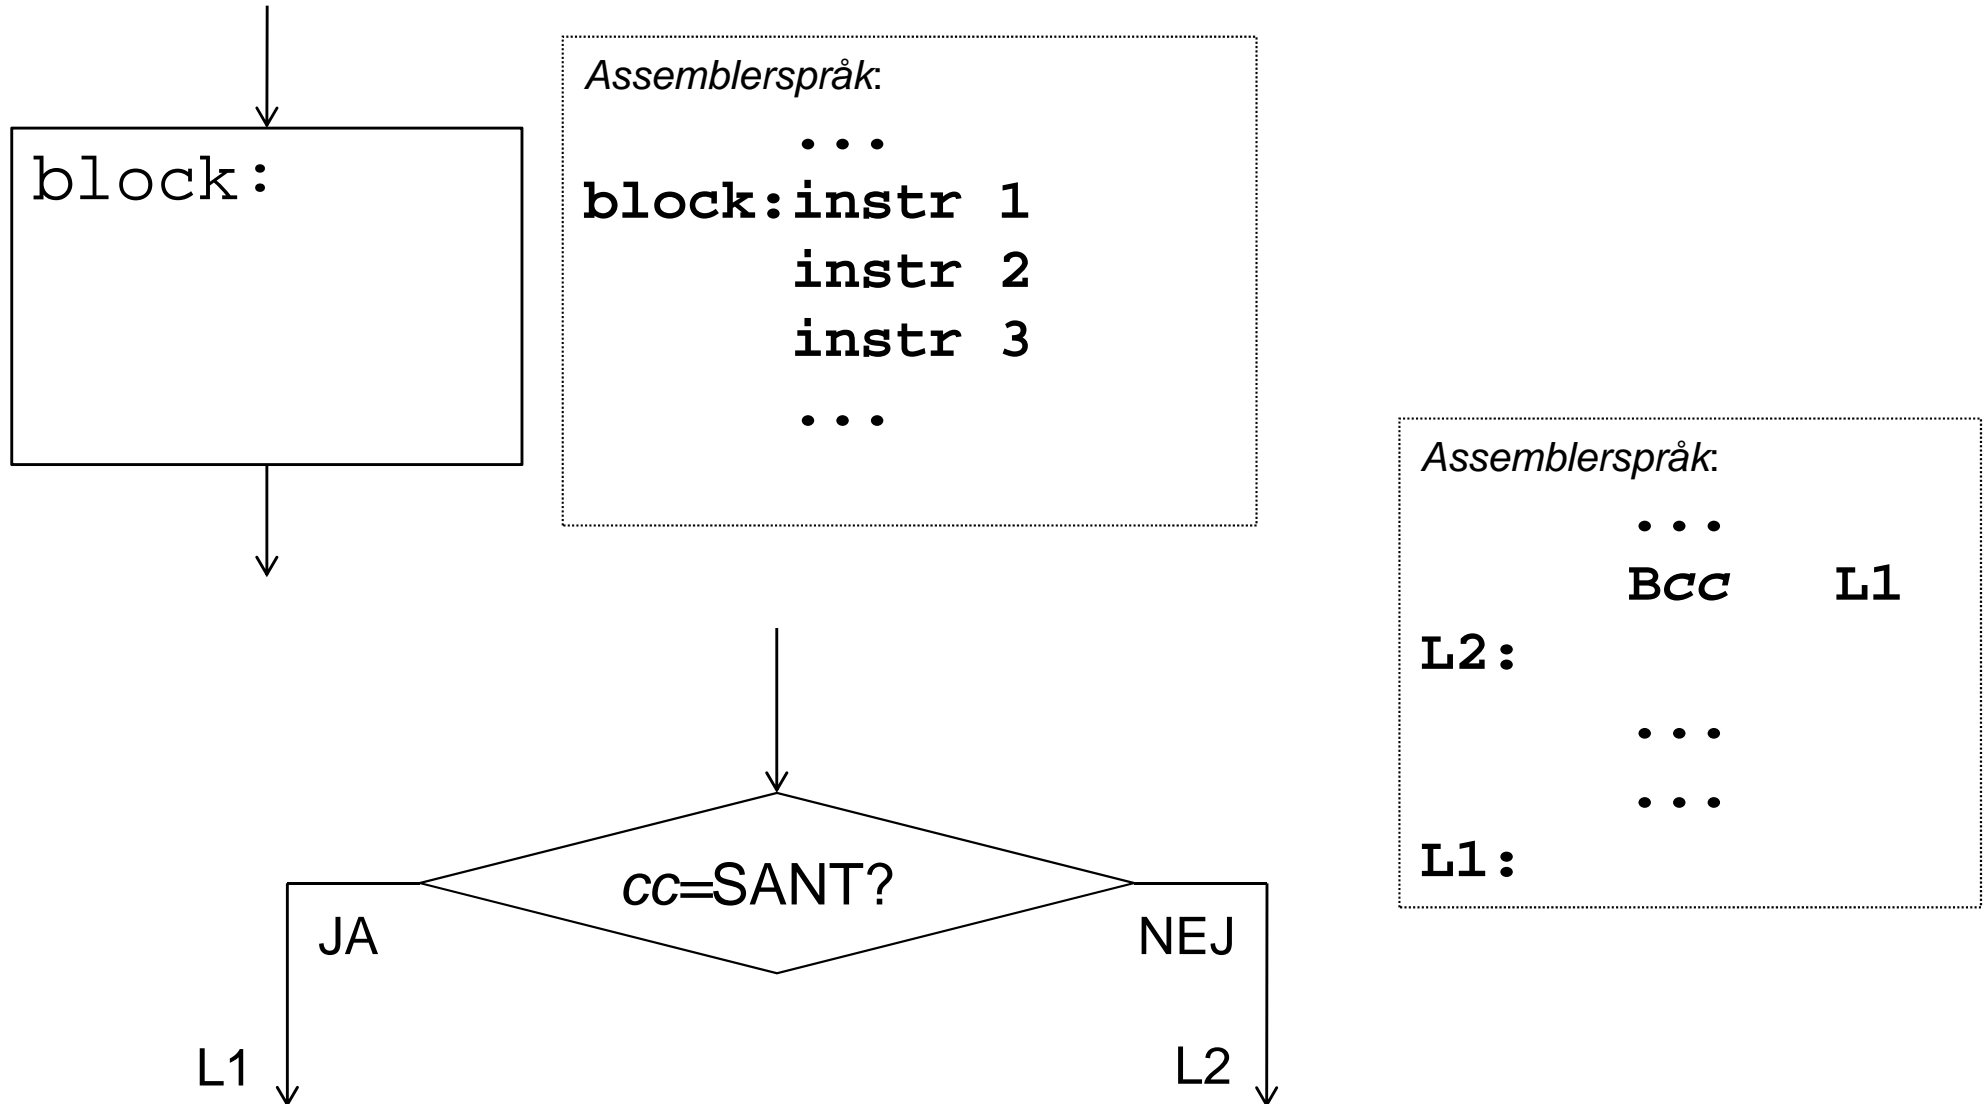 block:
Assemblerspråk:
...
block:instr 1
instr 2
instr 3
...
Assemblerspråk:
...
Bcc L1
L2:
...
...
L1:
cc=SANT?
JA
NEJ
L1
L2